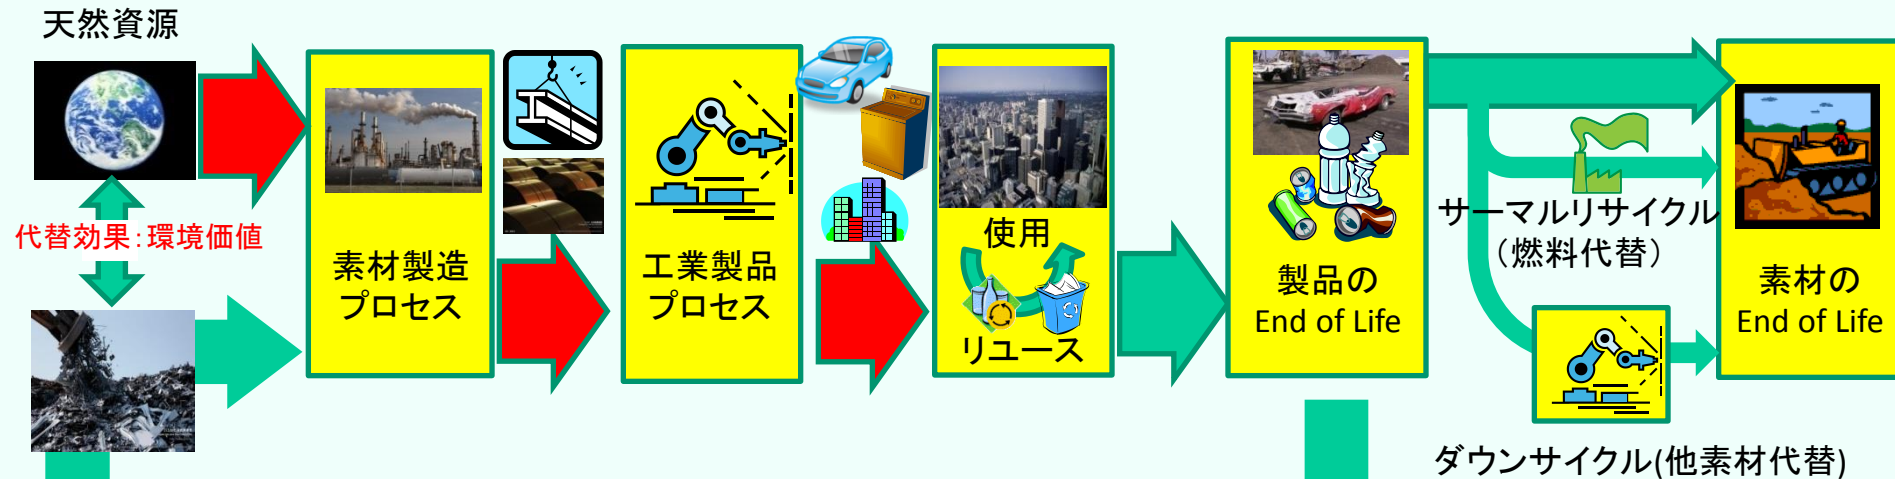 天然資源
代替効果：環境価値
素材製造
プロセス
工業製品
プロセス
使用
リユース
製品の
End of Life
サーマルリサイクル
（燃料代替）
ダウンサイクル(他素材代替)
素材の
End of Life